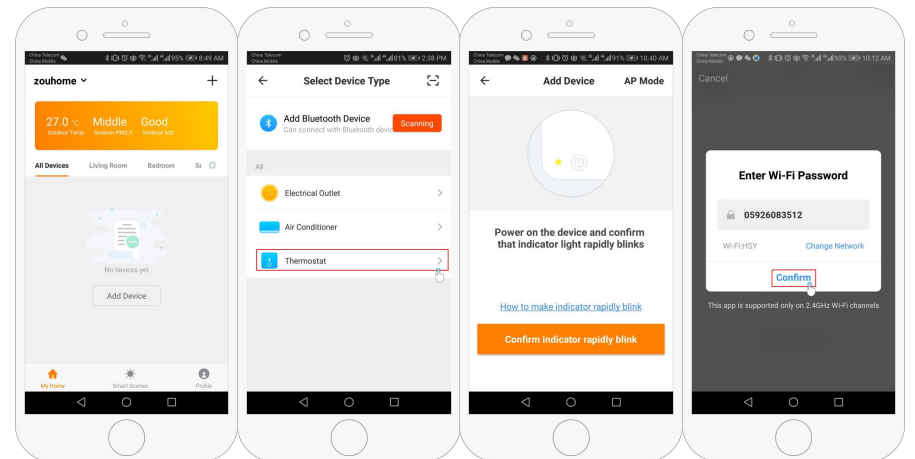 China Telecom
China Mobile
95% 8:49 AM
zouhome
27.0 °C Middle Good
Outdoor Temp Outdoor PM2.5 Outdoor AQI
All Devices Living Room Bedroom
No devices yet
Add Device
My Home Smart Scenes Profile
China Telecom
China Mobile
81% 2:38 PM
Select Device Type
Add Bluetooth Device
Can connect with Bluetooth devic
Scanning
All
Electrical Outlet
Air Conditioner
Thermostat
China Telecom
China Mobile
91% 10:40 AM
Add Device AP Mode
Power on the device and confirm
that indicator light rapidly blinks
How to make indicator rapidly blink
Confirm indicator rapidly blink
China Telecom
China Mobile
93% 10:12 AM
Cancel
Enter Wi-Fi Password
05926083512
Wi-Fi:HSY Change Network
Confirm
This app is supported only on 2.4GHz Wi-Fi channels